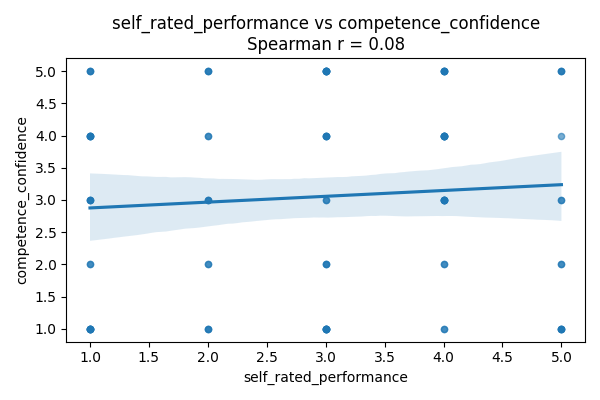 self_rated_performance vs competence_confidence
Spearman r = 0.08
competence_confidence
5.0
4.5
4.0
3.5
3.0
2.5
2.0
1.5
1.0
1.0 1.5 2.0 2.5 3.0 3.5 4.0 4.5 5.0
self_rated_performance